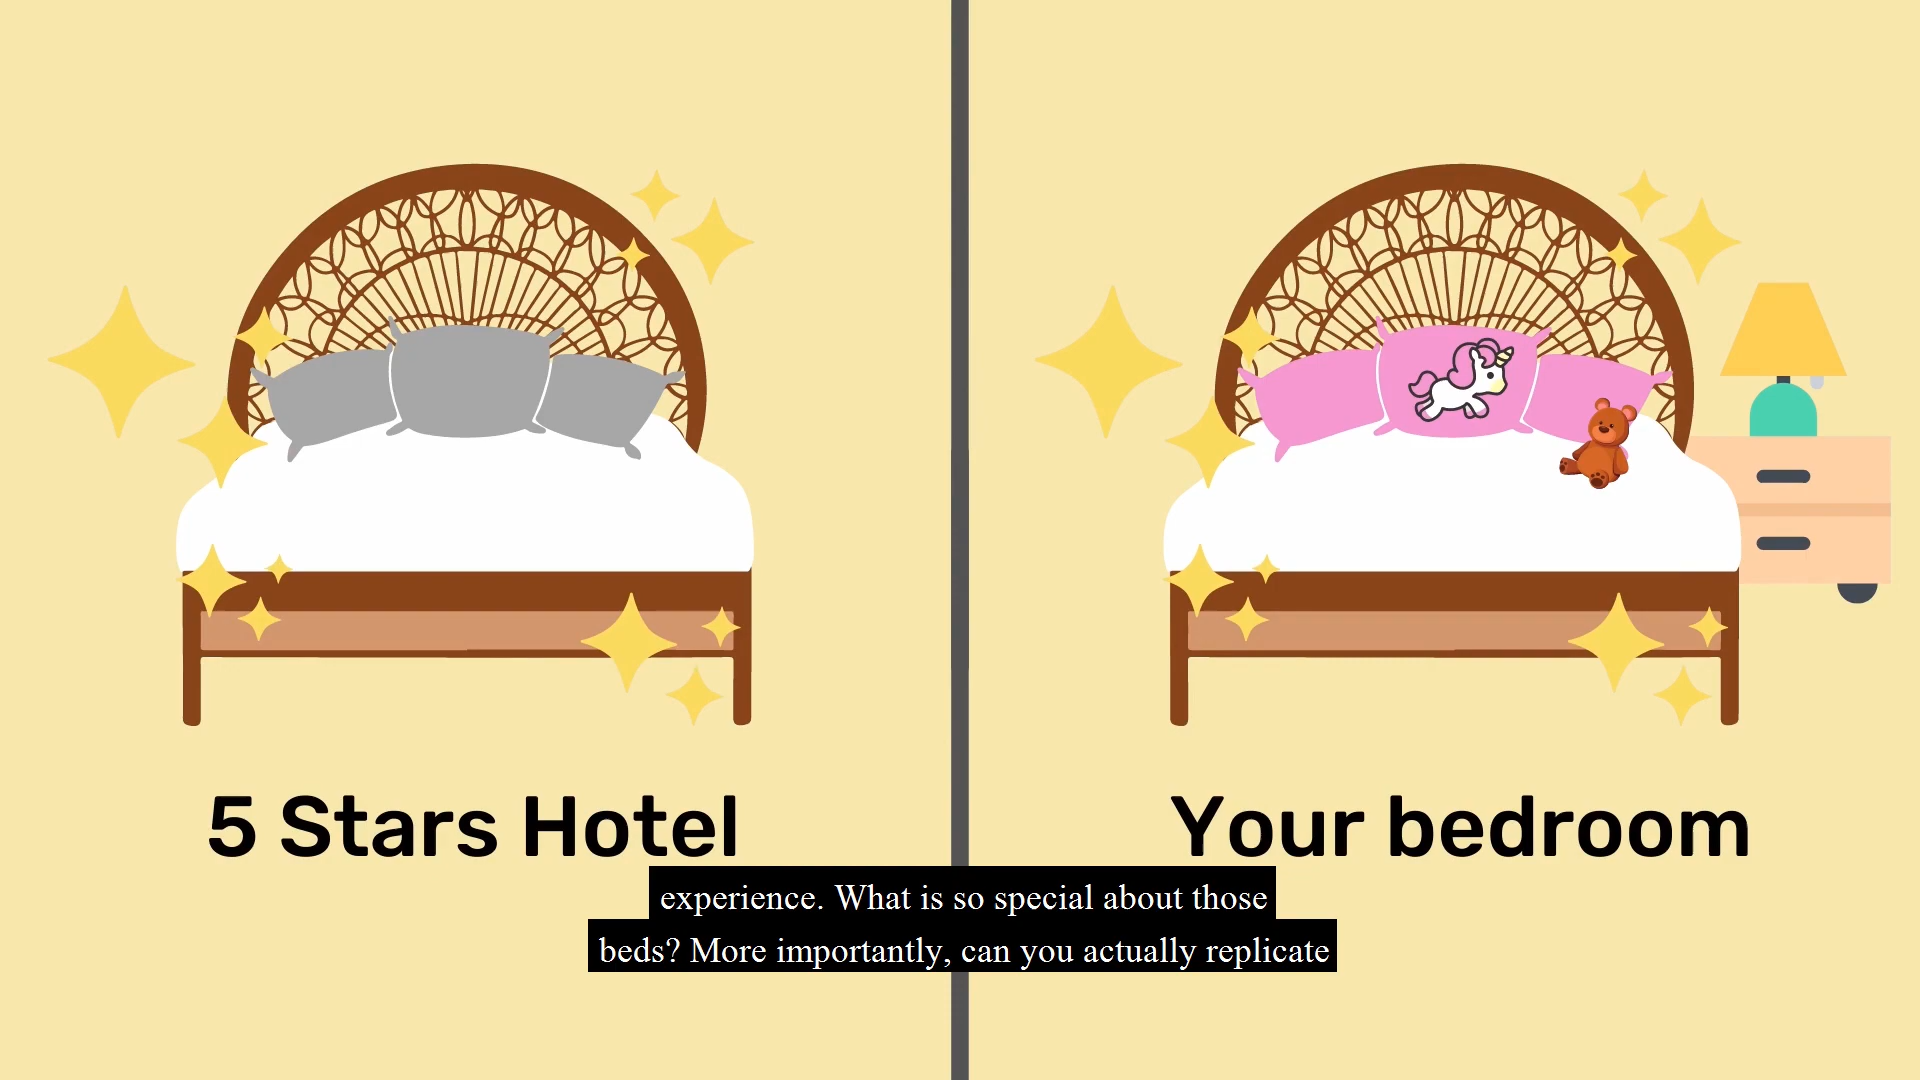 5 Stars Hotel
Your bedroom
experience. What is so special about those
beds? More importantly, can you actually replicate